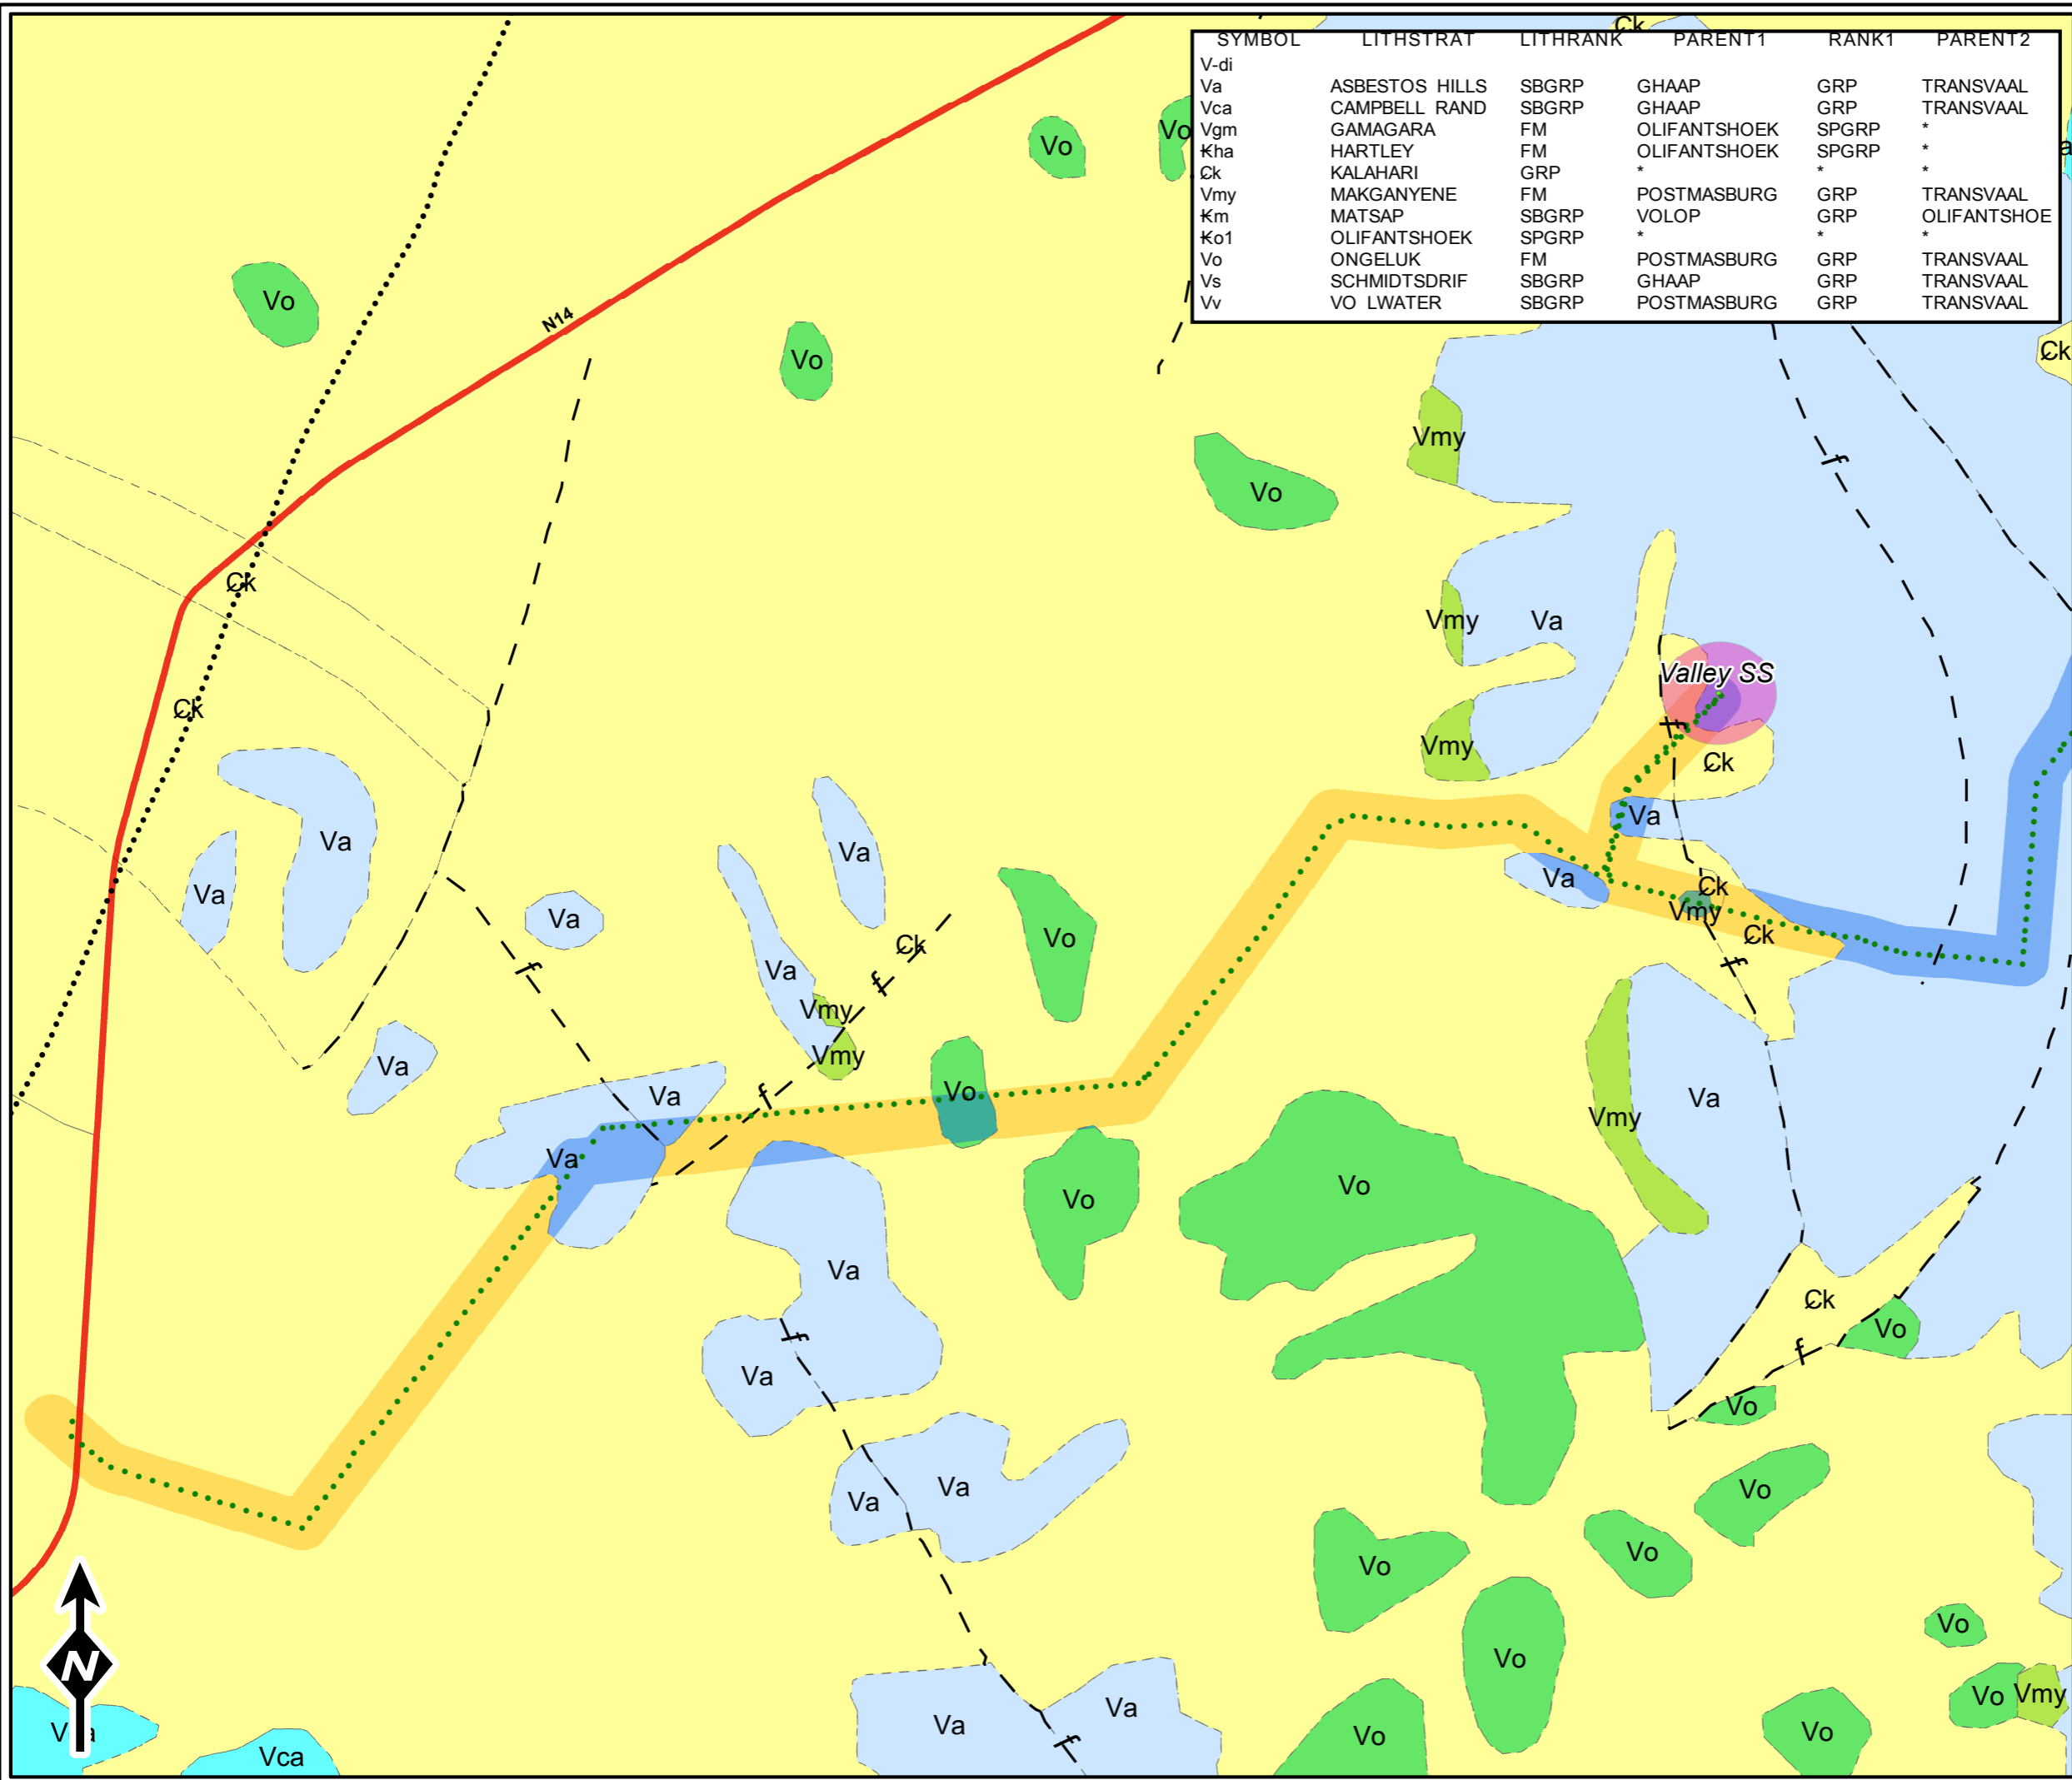 Ck
SYMBOL LITHSTRAT LITHRANK PARENT1 RANK1 PARENT2
V-di
Va ASBESTOS HILLS SBGRP GHAAP GRP TRANSVAAL
Vca CAMPBELL RAND SBGRP GHAAP GRP TRANSVAAL
Vgm GAMAGARA FM OLIFANTSHOEK SPGRP *
Kha HARTLEY FM OLIFANTSHOEK SPGRP *
Ck KALAHARI GRP * * *
Vmy MAKGANYENE FM POSTMASBURG GRP TRANSVAAL
Km MATSAP SBGRP VOLOP GRP OLIFANTSHOE
Ko1 OLIFANTSHOEK SPGRP * * *
Vo ONGELUK FM POSTMASBURG GRP TRANSVAAL
Vs SCHMIDTSDRIF SBGRP GHAAP GRP TRANSVAAL
Vv VO LWATER SBGRP POSTMASBURG GRP TRANSVAAL
Vo
Vo
Vo
N14
Vo
Ck
Vmy
f
Vo
Ck
Vmy
Va
Valley SS
Ck
f
Vmy
Ck
Va
Va
Va
Va
Va
Ck
Va
Va
Vmy
Ck
Vo
Ck
f
Va
f
f
Vmy
Vmy
Va
Vo
Va
f
Va
Vmy
Va
Vo
Vo
Va
Ck
Vo
f
f
Va
Vo
Va
Va
Vo
Vo
Vo
Vo
Vo
N
Vo
Vmy
Va
Va
Vo
Vo
f
Vca